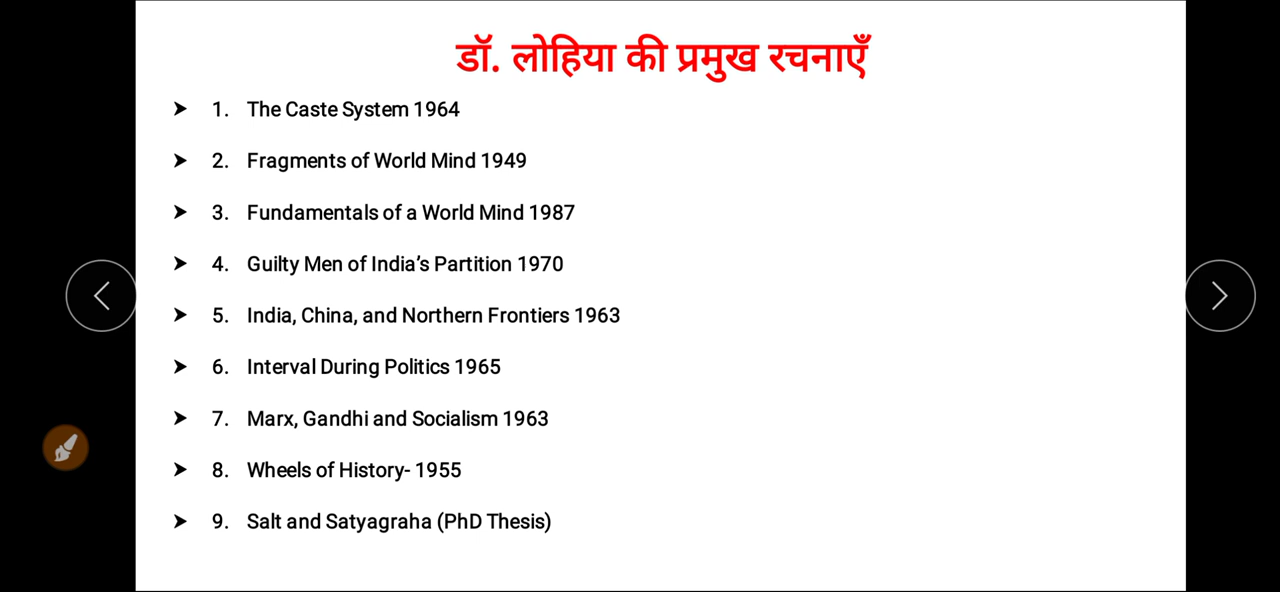 डॉ. लोहिया की प्रमुख रचनाएँ
➤ 1. The Caste System 1964
➤ 2. Fragments of World Mind 1949
➤ 3. Fundamentals of a World Mind 1987
➤ 4. Guilty Men of India’s Partition 1970
➤ 5. India, China, and Northern Frontiers 1963
➤ 6. Interval During Politics 1965
➤ 7. Marx, Gandhi and Socialism 1963
➤ 8. Wheels of History- 1955
➤ 9. Salt and Satyagraha (PhD Thesis)